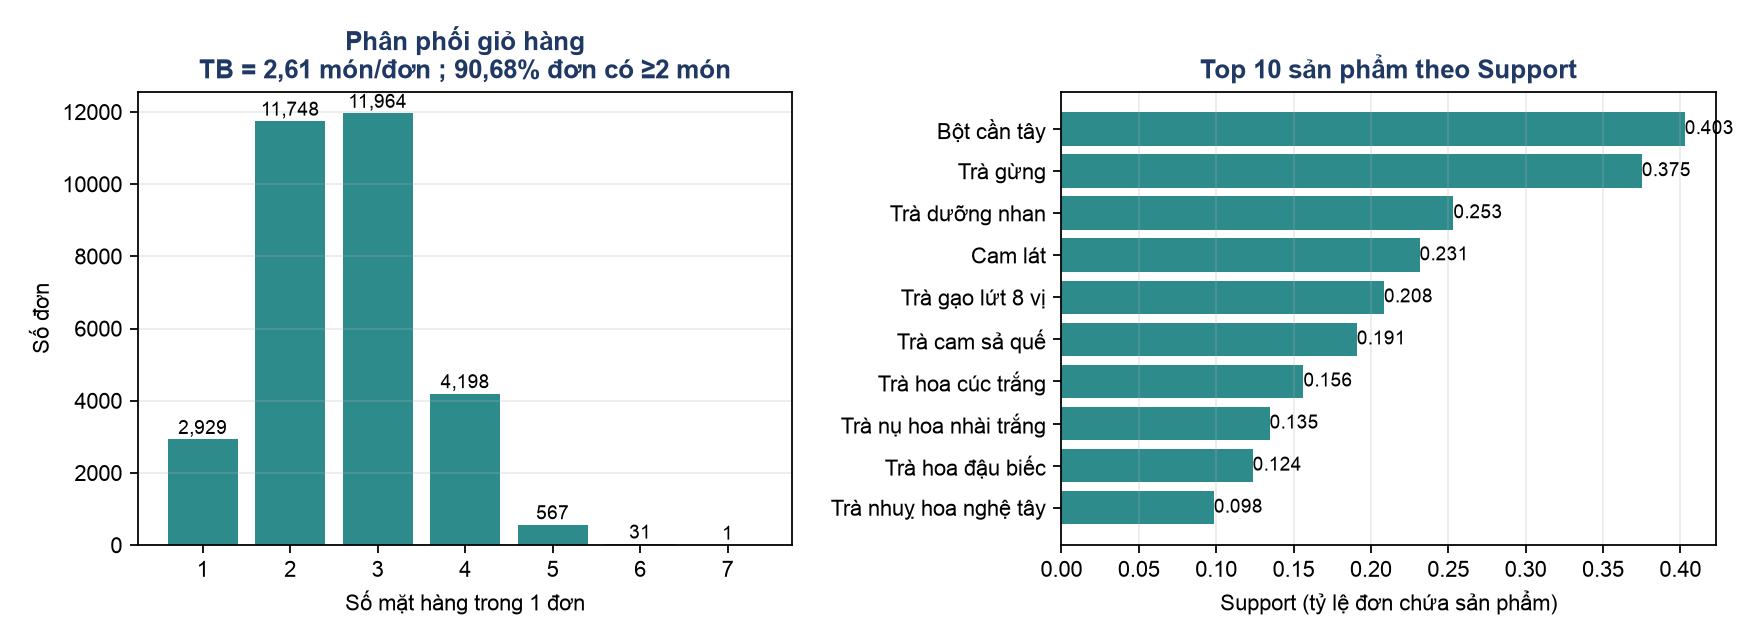 Phân phối giỏ hàng
TB = 2,61 món/đơn ; 90,68% đơn có ≥2 món
12000
10000
8000
6000
4000
2000
0
Số đơn
2,929
11,748
11,964
4,198
567
31
1
1 2 3 4 5 6 7
Số mặt hàng trong 1 đơn
Top 10 sản phẩm theo Support
Bột cần tây 0.403
Trà gừng 0.375
Trà dưỡng nhan 0.253
Cam lát 0.231
Trà gạo lứt 8 vị 0.208
Trà cam sả quế 0.191
Trà hoa cúc trắng 0.156
Trà nụ hoa nhài trắng 0.135
Trà hoa đậu biếc 0.124
Trà nhuỵ hoa nghệ tây 0.098
0.00 0.05 0.10 0.15 0.20 0.25 0.30 0.35 0.40
Support (tỷ lệ đơn chứa sản phẩm)